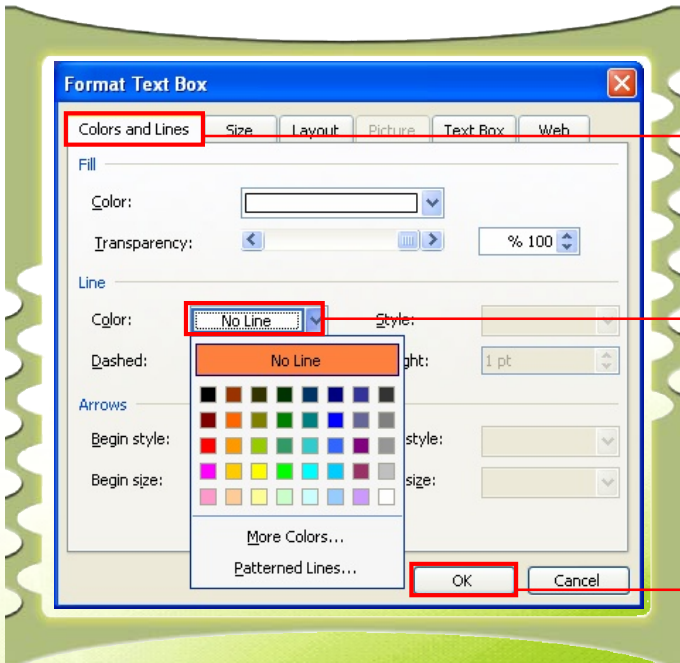 Format Text Box
Colors and Lines Size Layout Picture Text Box Web
Fill
Color:
Transparency: % 100
Line
Color: No Line Style:
Dashed: No Line ght: 1 pt
Arrows
Begin style: style:
Begin size: size:
More Colors...
Patterned Lines...
OK Cancel